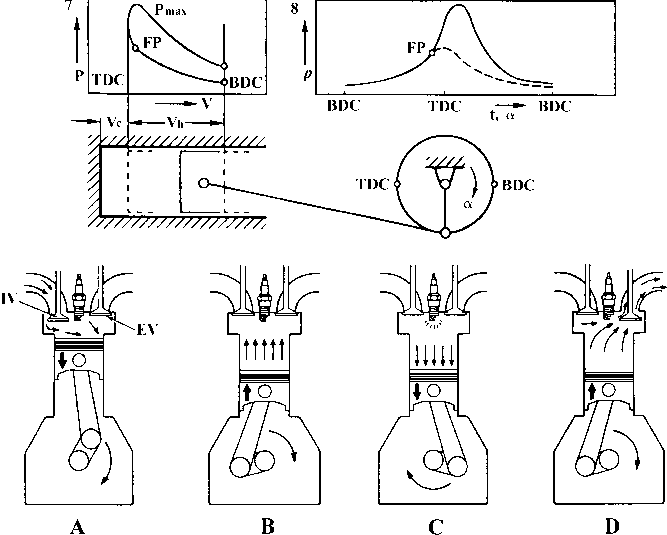 7
Pmax
FP
P
TDC
BDC
V
8
FP
p
BDC
TDC
BDC
t, α
Vc
Vh
TDC
BDC
α
IV
EV
A
B
C
D